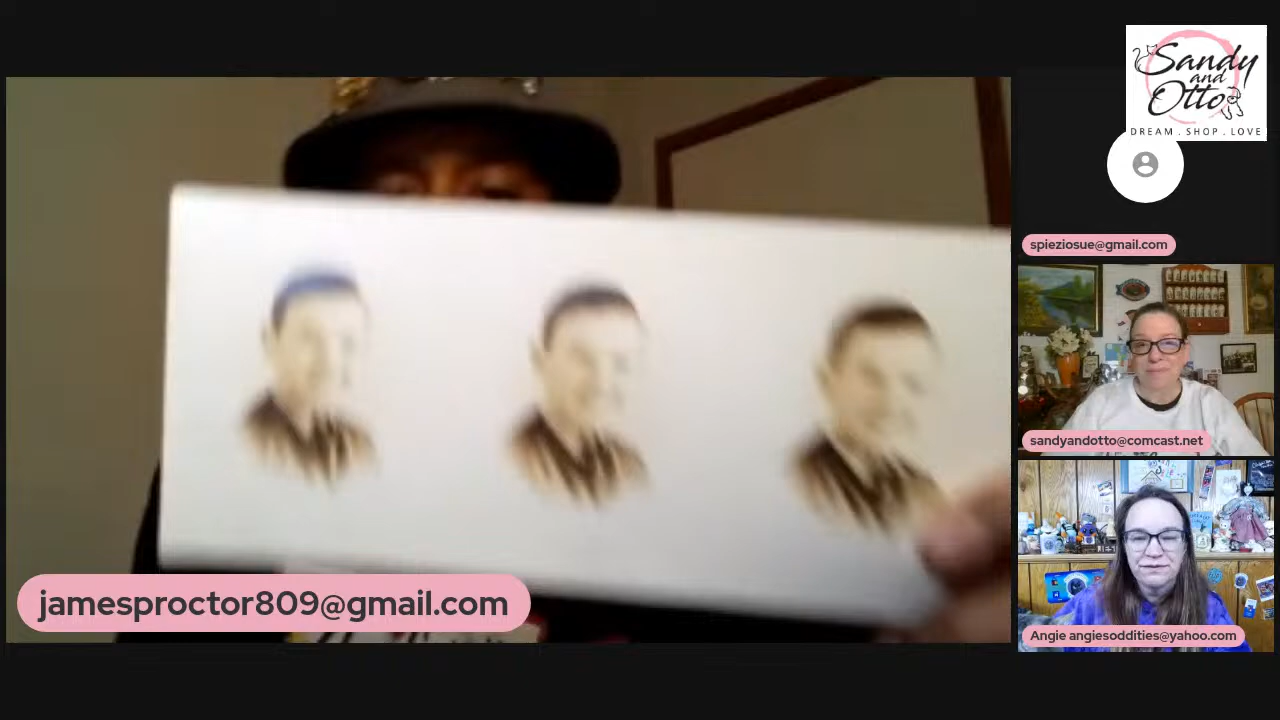 Sandy
and
Otto
DREAM . SHOP . LOVE
spieziosue@gmail.com
sandyandotto@comcast.net
jamesproctor809@gmail.com
Angie angiesoddities@yahoo.com